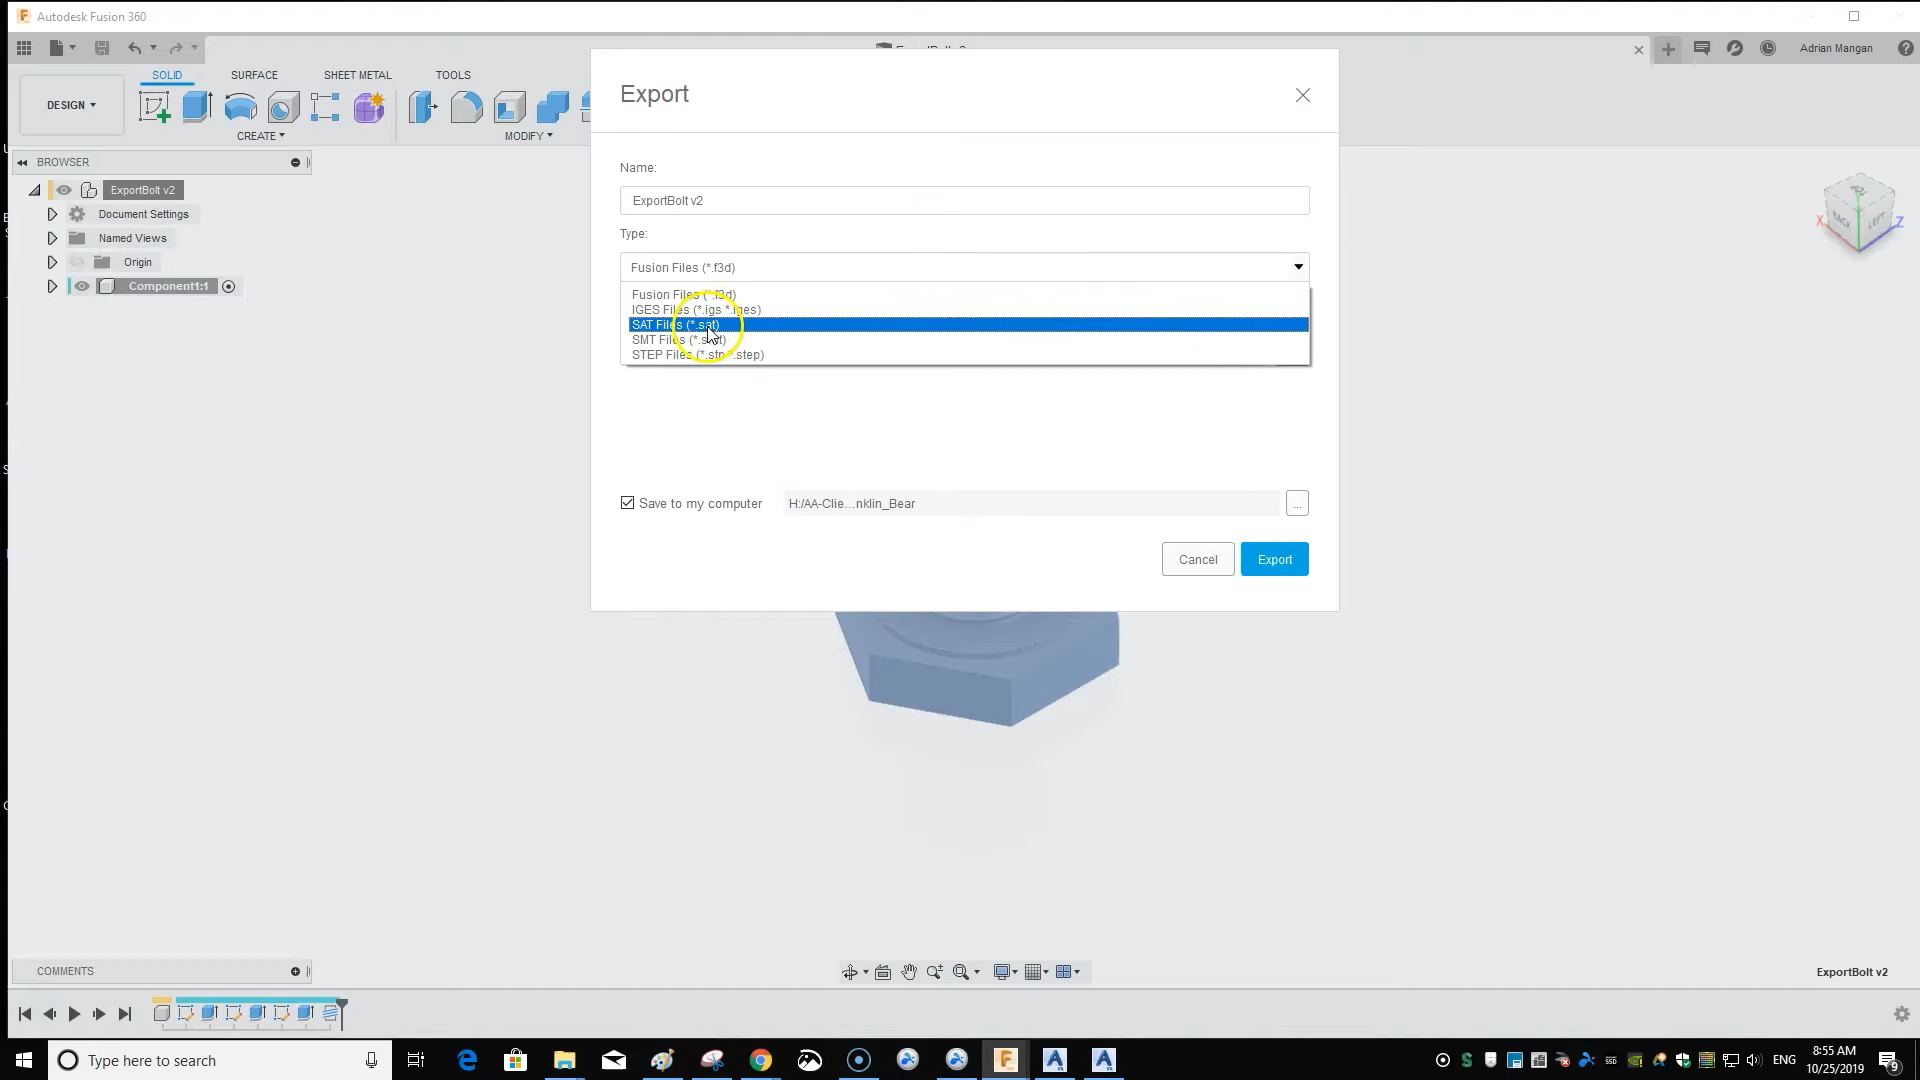 Autodesk Fusion 360
Adrian Mangan
SOLID SURFACE SHEET METAL TOOLS
DESIGN
CREATE MODIFY
BROWSER
ExportBolt v2
Document Settings
Named Views
Origin
Component1:1
Export
Name:
ExportBolt v2
Type:
Fusion Files (*.f3d)
Fusion Files (*.f3d)
IGES Files (*.igs *.iges)
SAT Files (*.sat)
SMT Files (*.smt)
STEP Files (*.stp *.step)
Save to my computer H:/AA-Clie...nklin_Bear ...
Cancel Export
BACK LEFT
X Z
COMMENTS
ExportBolt v2
Type here to search
ENG
8:55 AM
10/25/2019
9